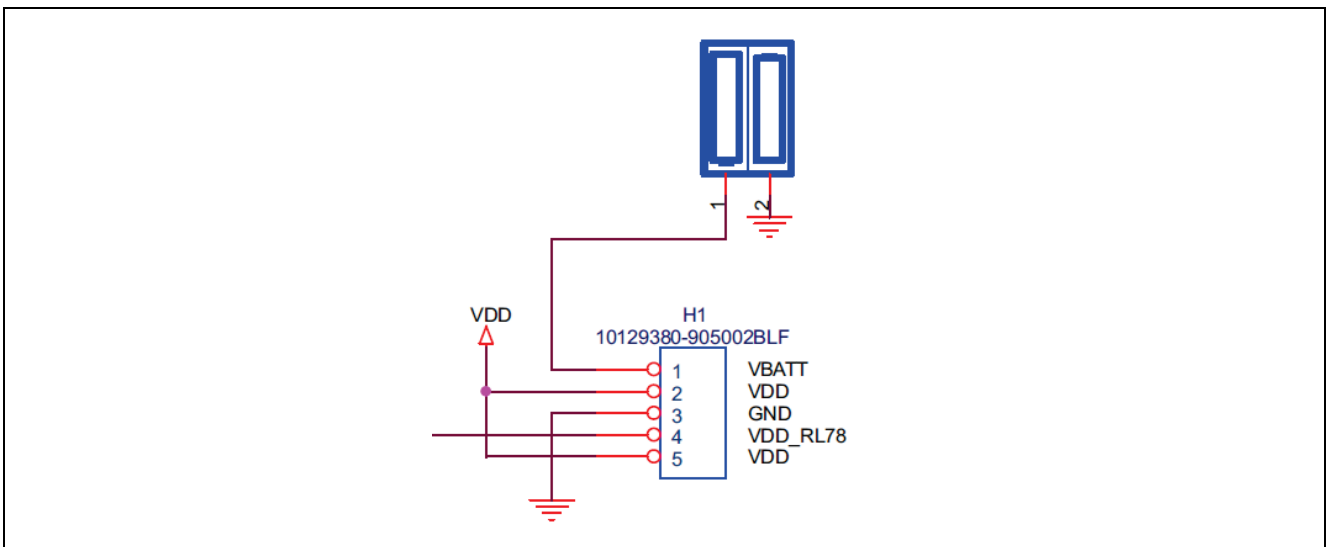 1 2
VDD
H1
10129380-905002BLF
1 VBATT
2 VDD
3 GND
4 VDD_RL78
5 VDD